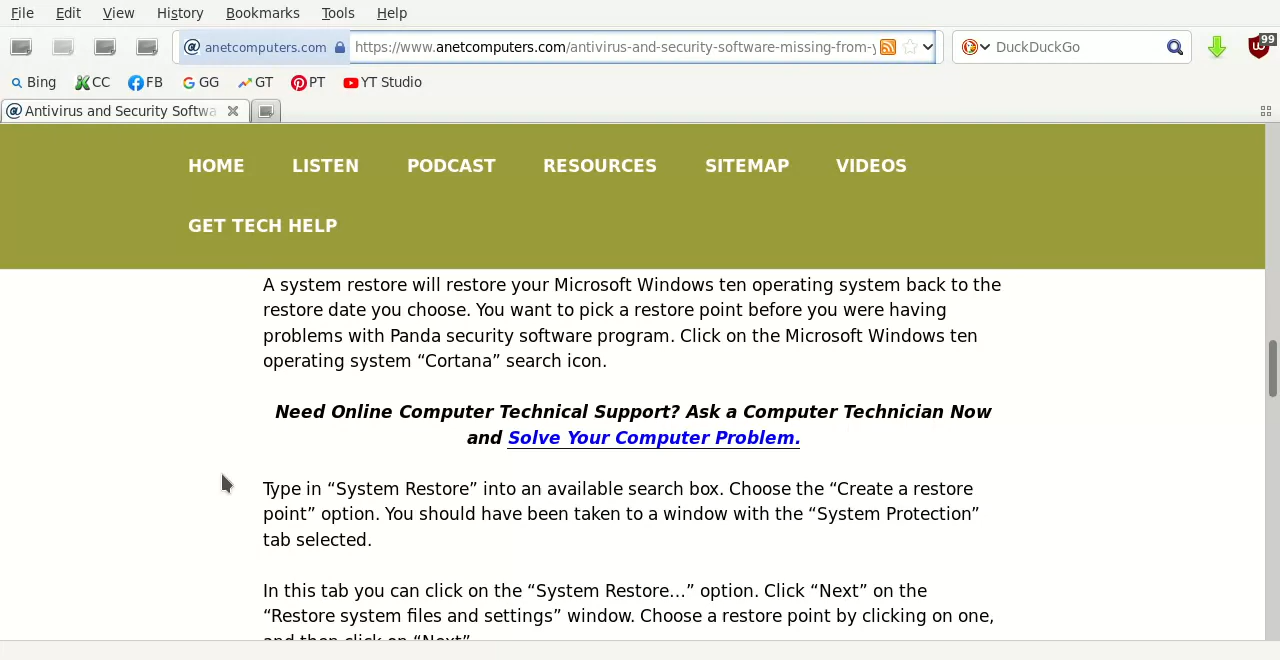 File Edit View History Bookmarks Tools Help
anetcomputers.com https://www.anetcomputers.com/antivirus-and-security-software-missing-from-y DuckDuckGo 99
Bing CC FB GG GT PT YT Studio
Antivirus and Security Softwa
HOME LISTEN PODCAST RESOURCES SITEMAP VIDEOS
GET TECH HELP
A system restore will restore your Microsoft Windows ten operating system back to the
restore date you choose. You want to pick a restore point before you were having
problems with Panda security software program. Click on the Microsoft Windows ten
operating system “Cortana” search icon.
Need Online Computer Technical Support? Ask a Computer Technician Now
and Solve Your Computer Problem.
Type in “System Restore” into an available search box. Choose the “Create a restore
point” option. You should have been taken to a window with the “System Protection”
tab selected.
In this tab you can click on the “System Restore…” option. Click “Next” on the
“Restore system files and settings” window. Choose a restore point by clicking on one,
and then click on “Next”.